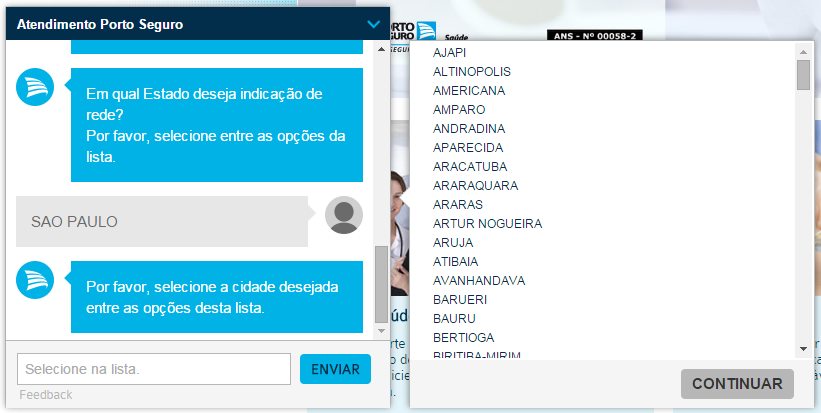 Atendimento Porto Seguro
Em qual Estado deseja indicação de
rede?
Por favor, selecione entre as opções da
lista.
SAO PAULO
Por favor, selecione a cidade desejada
entre as opções desta lista.
Selecione na lista.
ENVIAR
Feedback
Saúde
ANS - Nº 00058-2
AJAPI
ALTINOPOLIS
AMERICANA
AMPARO
ANDRADINA
APARECIDA
ARACATUBA
ARARAQUARA
ARARAS
ARTUR NOGUEIRA
ARUJA
ATIBAIA
AVANHANDAVA
BARUERI
BAURU
BERTIOGA
BIRITIBA-MIRIM
CONTINUAR